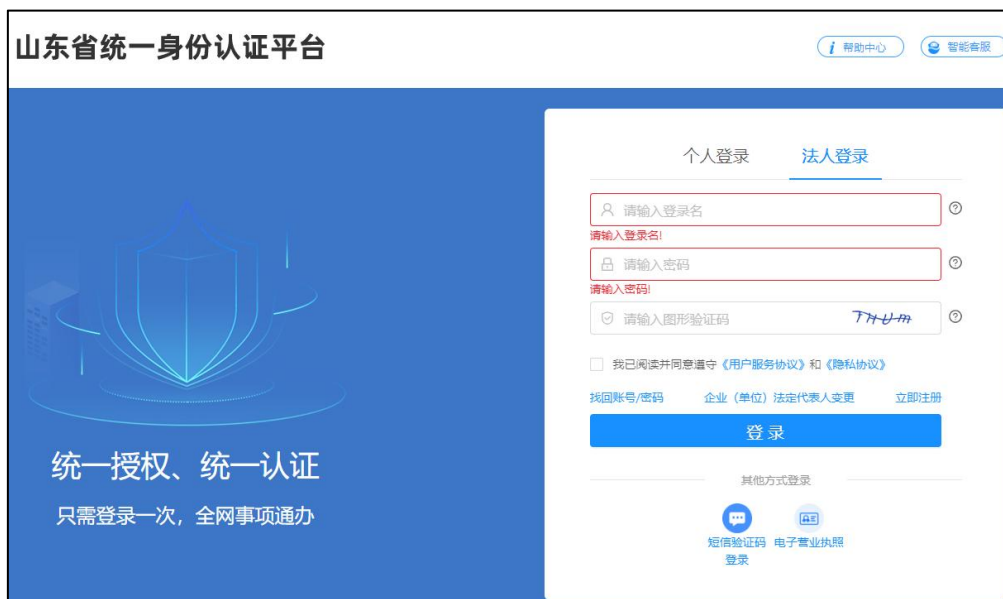 山东省统一身份认证平台
帮助中心
智能客服
个人登录 法人登录
请输入登录名
请输入登录名!
请输入密码
请输入密码!
请输入图形验证码
我已阅读并同意遵守《用户服务协议》和《隐私协议》
找回账号/密码 企业（单位）法定代表人变更 立即注册
登录
其他方式登录
短信验证码
登录
电子营业执照
统一授权、统一认证
只需登录一次，全网事项通办